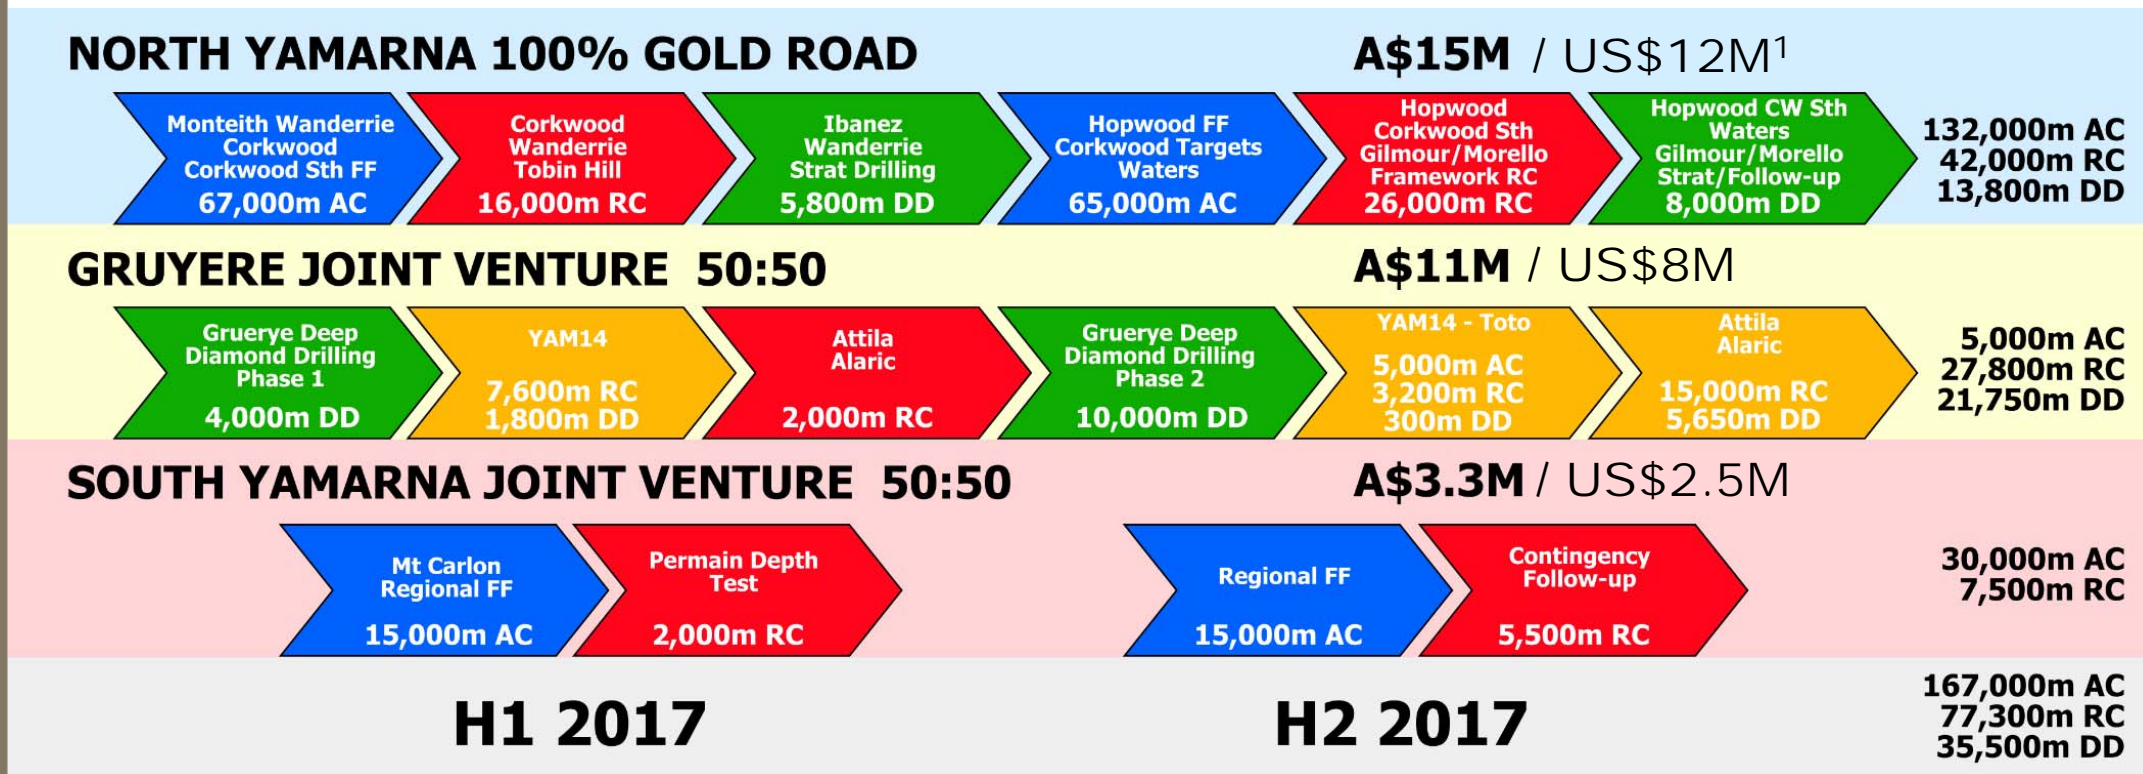 NORTH YAMARNA 100% GOLD ROAD
A$15M / US$12M¹
Monteith Wanderrie
Corkwood
Corkwood Sth FF
67,000m AC
Corkwood
Wanderrie
Tobin Hill
16,000m RC
Ibanez
Wanderrie
Strat Drilling
5,800m DD
Hopwood FF
Corkwood Targets
Waters
65,000m AC
Hopwood
Corkwood Sth
Gilmour/Morello
Framework RC
26,000m RC
Hopwood CW Sth
Waters
Gilmour/Morello
Strat/Follow-up
8,000m DD
132,000m AC
42,000m RC
13,800m DD
GRUYERE JOINT VENTURE 50:50
A$11M / US$8M
Gruerye Deep
Diamond Drilling
Phase 1
4,000m DD
YAM14
7,600m RC
1,800m DD
Attila
Alaric
2,000m RC
Gruerye Deep
Diamond Drilling
Phase 2
10,000m DD
YAM14 - Toto
5,000m AC
3,200m RC
300m DD
Attila
Alaric
15,000m RC
5,650m DD
5,000m AC
27,800m RC
21,750m DD
SOUTH YAMARNA JOINT VENTURE 50:50
A$3.3M / US$2.5M
Mt Carlon
Regional FF
15,000m AC
Permain Depth
Test
2,000m RC
Regional FF
15,000m AC
Contingency
Follow-up
5,500m RC
30,000m AC
7,500m RC
H1 2017
H2 2017
167,000m AC
77,300m RC
35,500m DD